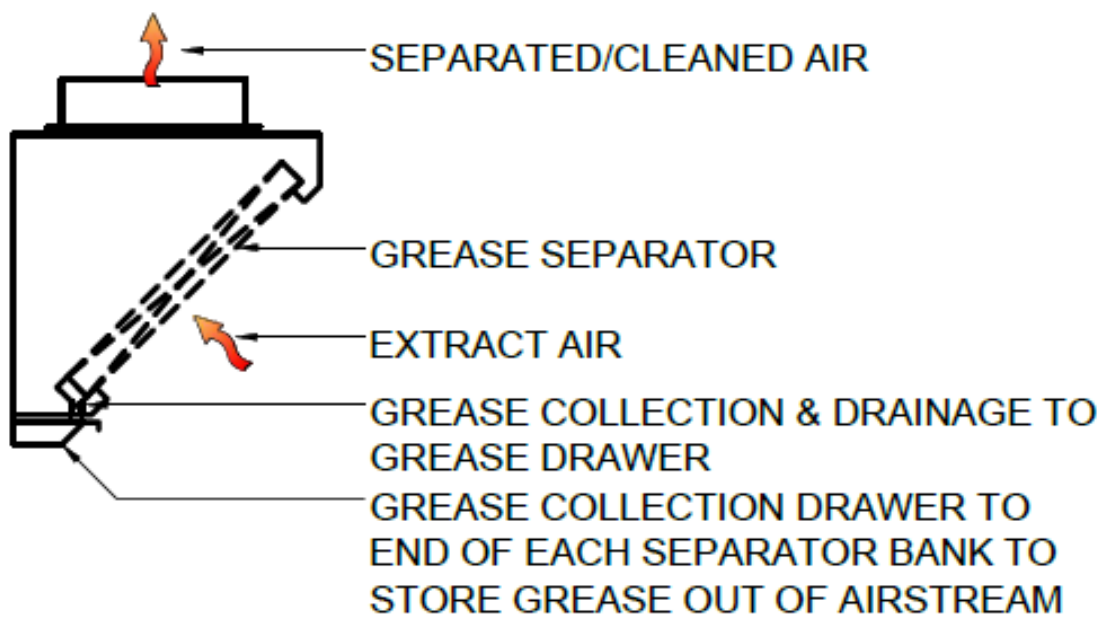 SEPARATED/CLEANED AIR
GREASE SEPARATOR
EXTRACT AIR
GREASE COLLECTION & DRAINAGE TO
GREASE DRAWER
GREASE COLLECTION DRAWER TO
END OF EACH SEPARATOR BANK TO
STORE GREASE OUT OF AIRSTREAM